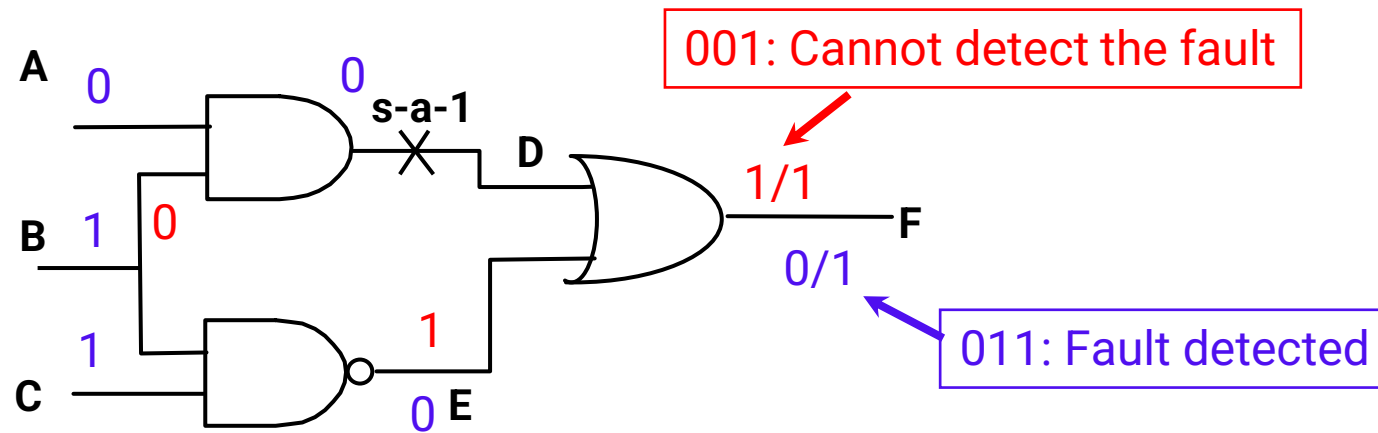 001: Cannot detect the fault
A
0
0
s-a-1
D
1/1
B
1
0
F
0/1
1
1
011: Fault detected
C
0
E